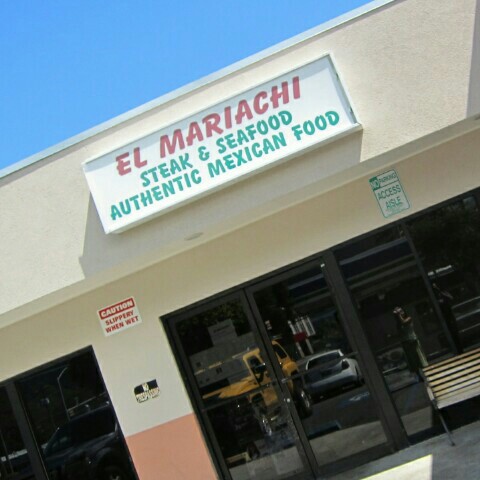 EL MARIACHI
STEAK & SEAFOOD
AUTHENTIC MEXICAN FOOD
ACCESS
AISLE
CAUTION
SLIPPERY
WHEN WET